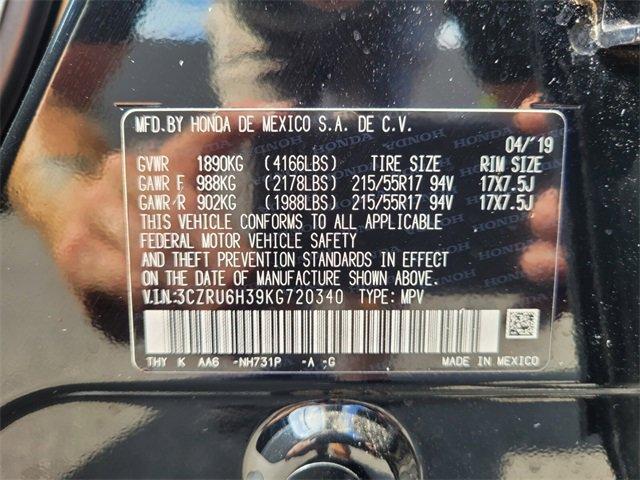 MFD.BY HONDA DE MEXICO S.A. DE C.V.
04/'19
GVWR 1890KG (4166LBS) TIRE SIZE RIM SIZE
GAWR F 988KG (2178LBS) 215/55R17 94V 17X7.5J
GAWR/R 902KG (1988LBS) 215/55R17 94V 17X7.5J
THIS VEHICLE CONFORMS TO ALL APPLICABLE
FEDERAL MOTOR VEHICLE SAFETY
AND THEFT PREVENTION STANDARDS IN EFFECT
ON THE DATE OF MANUFACTURE SHOWN ABOVE.
V.I.N:3CZRU6H39KG720340 TYPE: MPV
THY K AA6 -NH731P -A -G MADE IN MEXICO